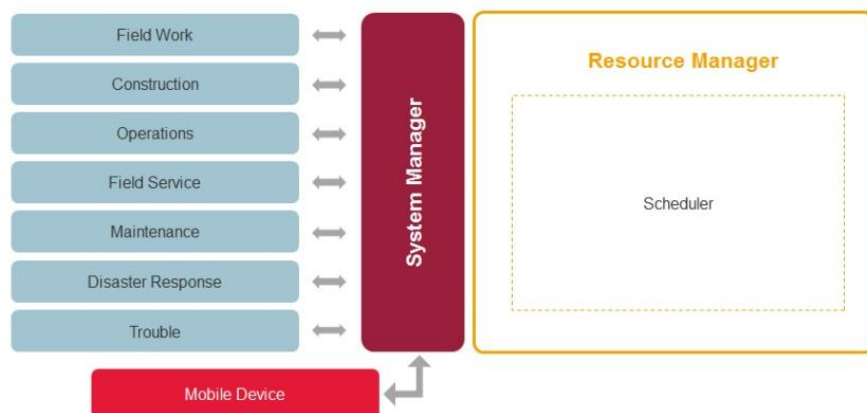 Field Work
Construction
Operations
Field Service
Maintenance
Disaster Response
Trouble
Mobile Device
System Manager
Resource Manager
Scheduler